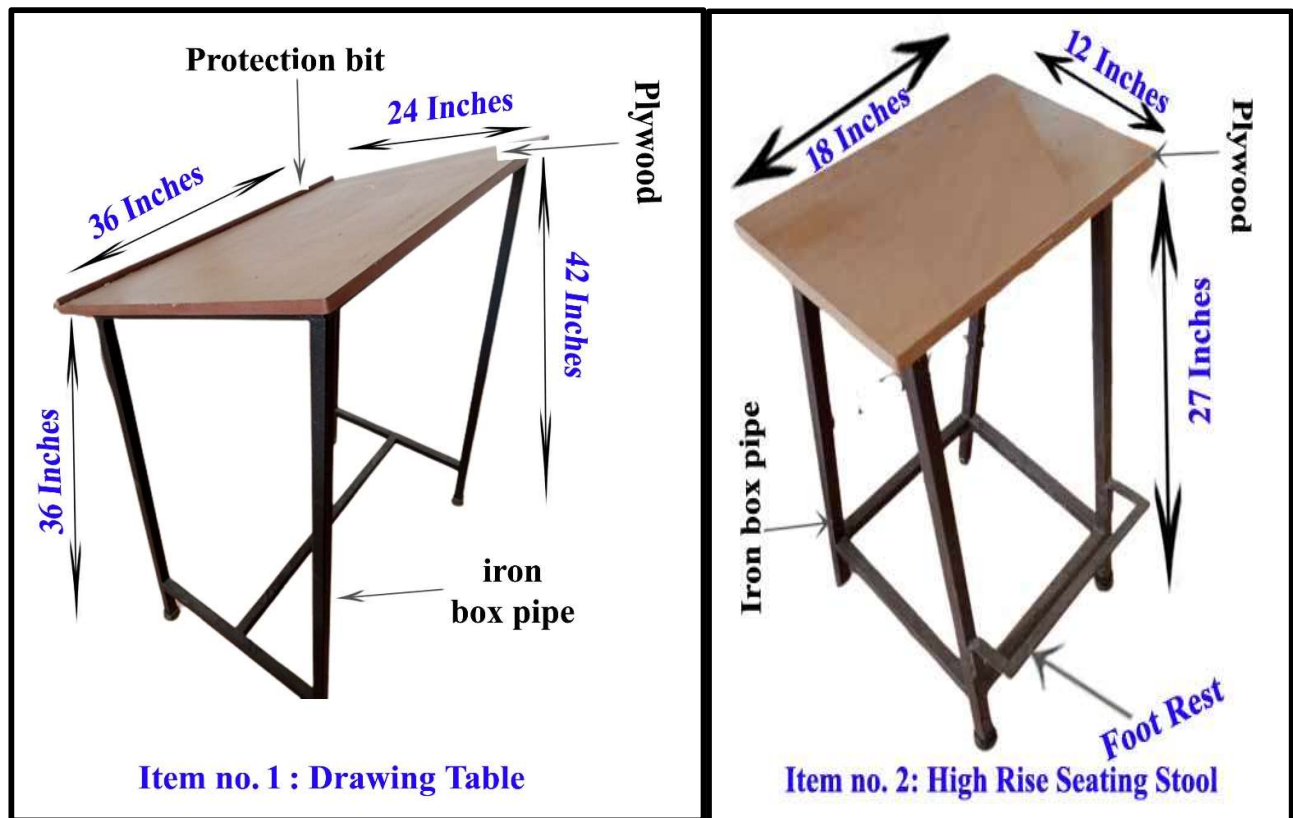 Protection bit
24 Inches
Plywood
36 Inches
42 Inches
36 Inches
iron
box pipe
Item no. 1 : Drawing Table
12 Inches
18 Inches
Plywood
27 Inches
Iron box pipe
Foot Rest
Item no. 2: High Rise Seating Stool